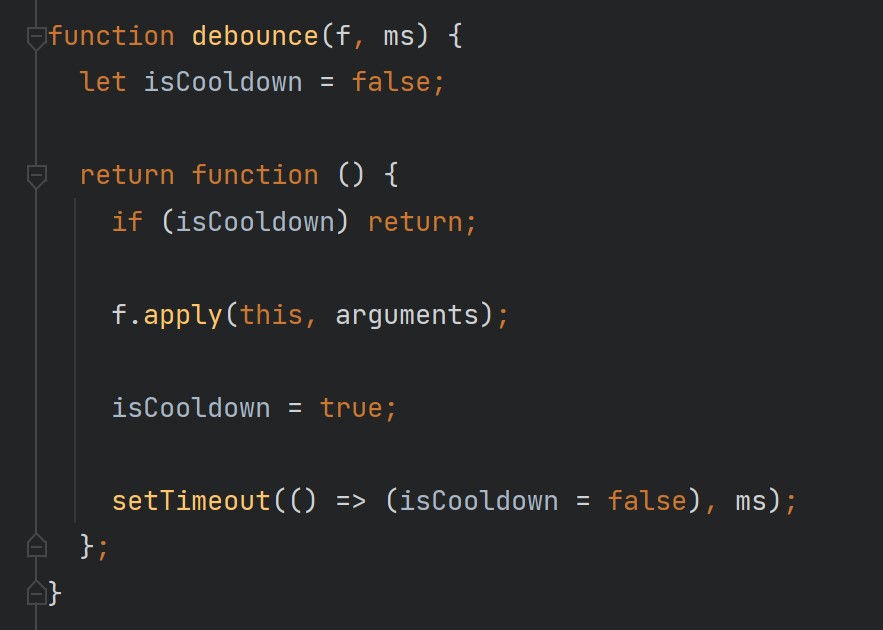 function debounce(f, ms) {
  let isCooldown = false;
  return function () {
    if (isCooldown) return;
    f.apply(this, arguments);
    isCooldown = true;
    setTimeout(() => (isCooldown = false), ms);
  };
}